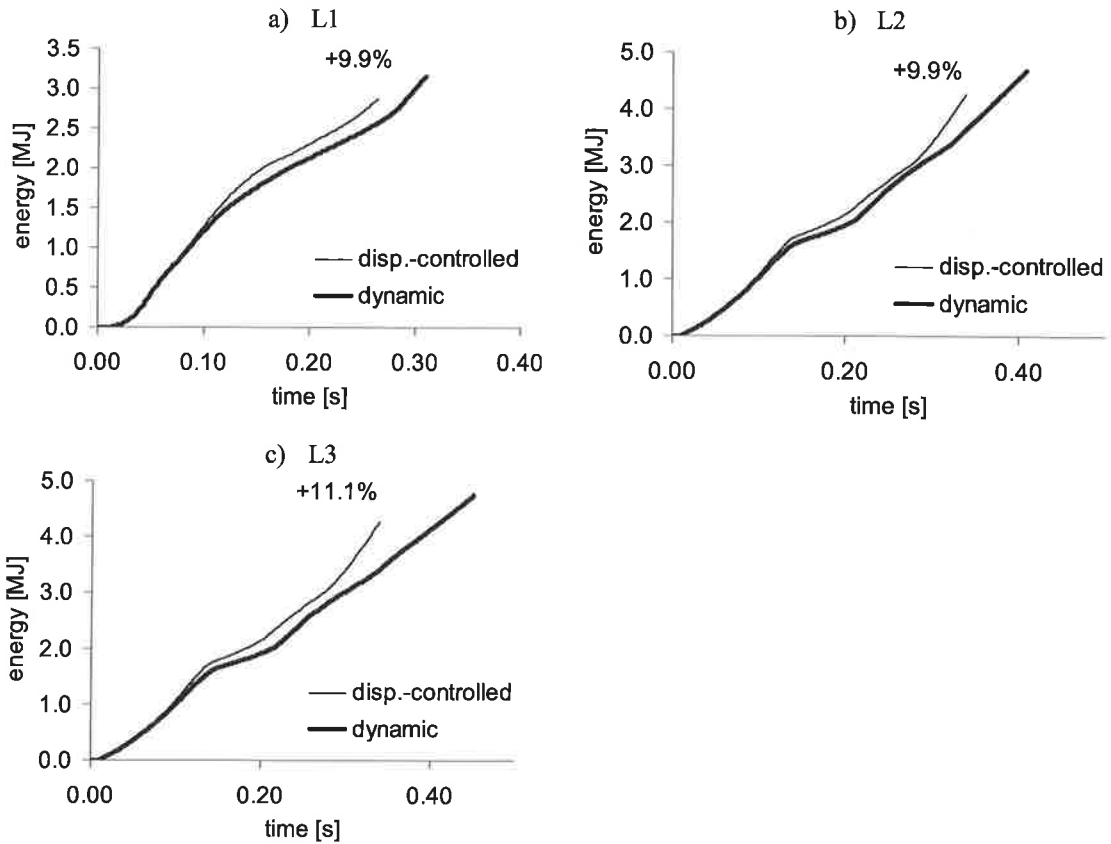 a) L1
+9.9%
3.5
3.0
2.5
2.0
1.5
1.0
0.5
0.0
energy [MJ]
disp.-controlled
dynamic
0.00 0.10 0.20 0.30 0.40
time [s]
b) L2
+9.9%
5.0
4.0
3.0
2.0
1.0
0.0
energy [MJ]
disp.-controlled
dynamic
0.00 0.20 0.40
time [s]
c) L3
+11.1%
5.0
4.0
3.0
2.0
1.0
0.0
energy [MJ]
disp.-controlled
dynamic
0.00 0.20 0.40
time [s]